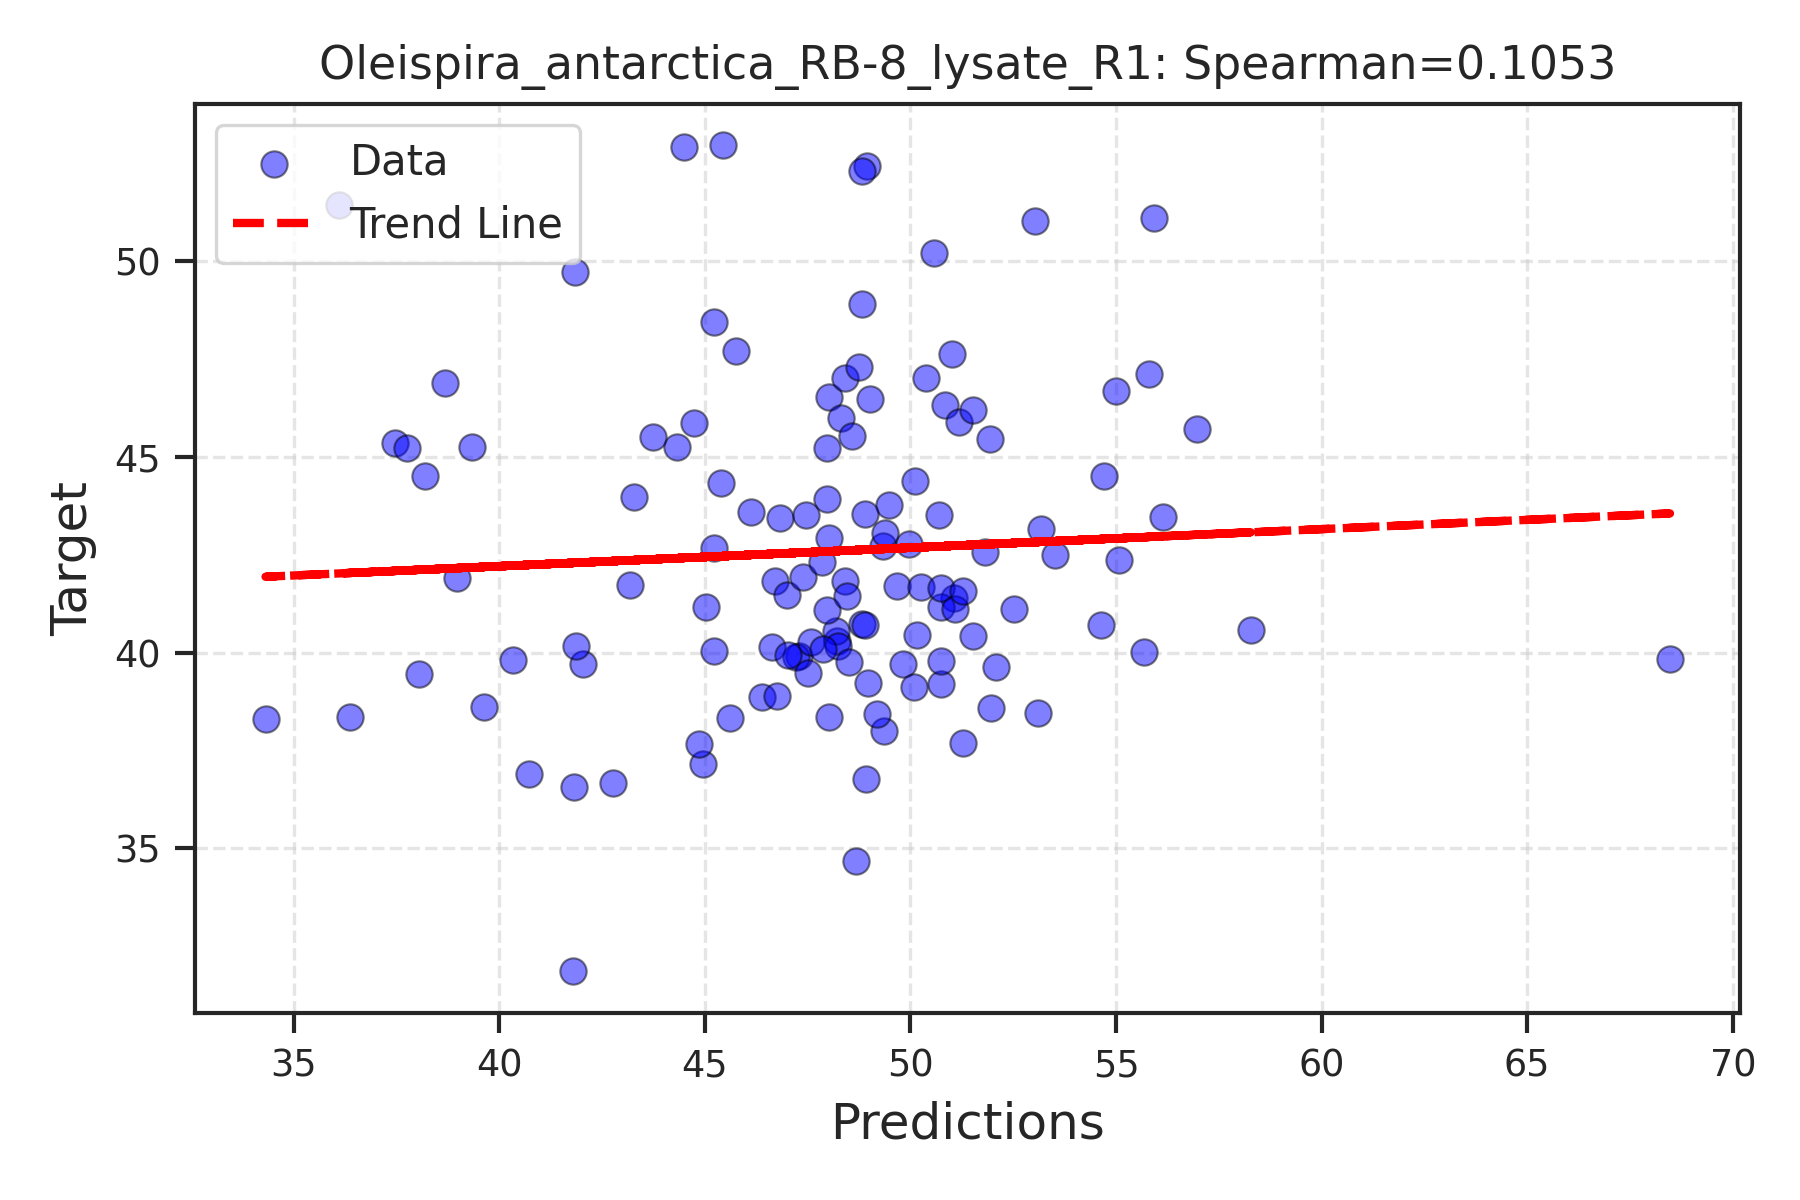 Oleispira_antarctica_RB-8_lysate_R1: Spearman=0.1053
Data
Trend Line
50
45
40
35
Target
35 40 45 50 55 60 65 70
Predictions